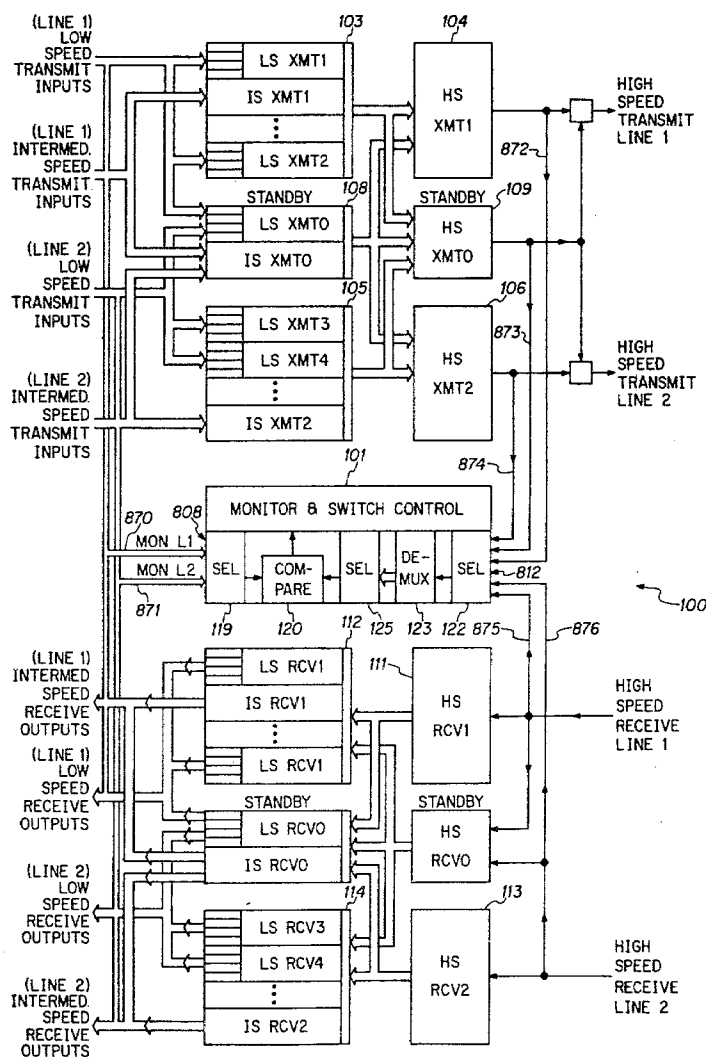 (LINE 1)
LOW
SPEED
TRANSMIT
INPUTS
(LINE 1)
INTERMED.
SPEED
TRANSMIT
INPUTS
(LINE 2)
LOW
SPEED
TRANSMIT
INPUTS
(LINE 2)
INTERMED.
SPEED
TRANSMIT
INPUTS
103
LS XMT1
IS XMT1
LS XMT2
STANDBY
108
LS XMT0
IS XMT0
105
LS XMT3
LS XMT4
IS XMT2
104
HS
XMT1
STANDBY
109
HS
XMT0
106
HS
XMT2
872
873
874
HIGH
SPEED
TRANSMIT
LINE 1
HIGH
SPEED
TRANSMIT
LINE 2
101
MONITOR & SWITCH CONTROL
870
808
MON L1
MON L2
871
SEL
COM-
PARE
SEL
DE-
MUX
SEL
812
119
120
125
123
122
875
876
100
(LINE 1)
INTERMED
SPEED
RECEIVE
OUTPUTS
(LINE 1)
LOW
SPEED
RECEIVE
OUTPUTS
(LINE 2)
LOW
SPEED
RECEIVE
OUTPUTS
(LINE 2)
INTERMED.
SPEED
RECEIVE
OUTPUTS
112
LS RCV1
IS RCV1
LS RCV1
STANDBY
LS RCV0
IS RCV0
114
LS RCV3
LS RCV4
IS RCV2
111
HS
RCV1
STANDBY
HS
RCV0
113
HS
RCV2
HIGH
SPEED
RECEIVE
LINE 1
HIGH
SPEED
RECEIVE
LINE 2